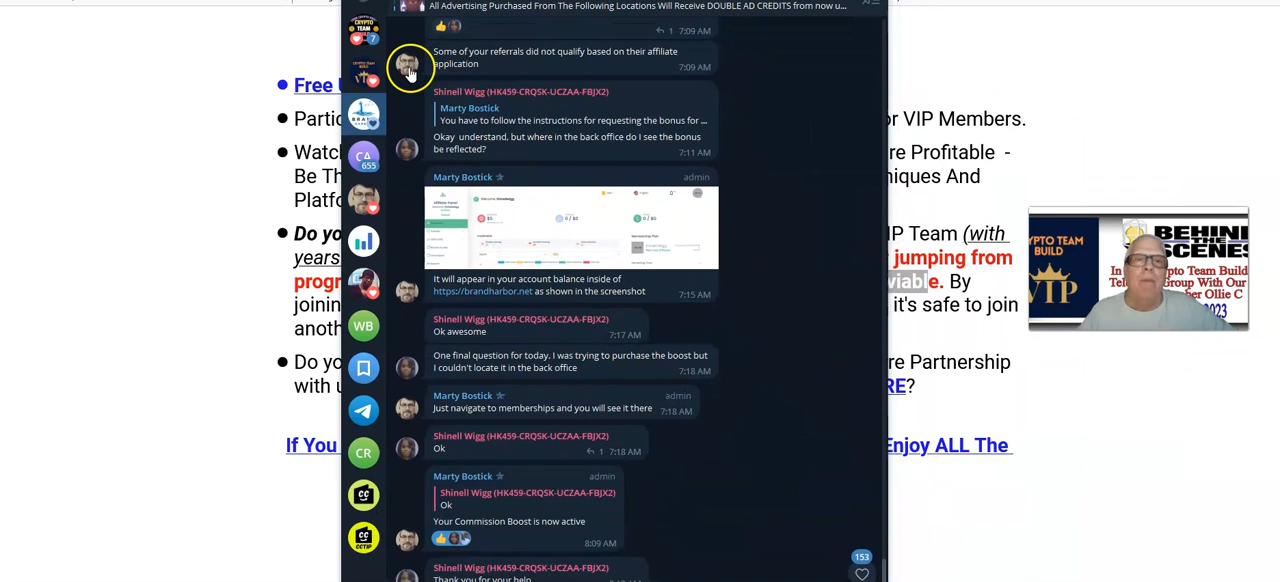 All Advertising Purchased From The Following Locations Will Receive DOUBLE AD CREDITS from now u...
CRYPTO
TEAM
BUILD
7
7:09 AM
1
Some of your referrals did not qualify based on their affiliate
application
7:09 AM
Free
Shinell Wigg (HK459-CRQSK-UCZAA-FBJX2)
Marty Bostick
You have to follow the instructions for requesting the bonus for ...
Okay understand, but where in the back office do I see the bonus
be reflected?
7:11 AM
Partic
or VIP Members.
CA
655
Watc
re Profitable -
Be Th
niques And
Platfo
Marty Bostick
admin
It will appear in your account balance inside of
https://brandharbor.net as shown in the screenshot
7:15 AM
Do yo
IP Team (with
years
jumping from
progr
viable. By
joinin
it's safe to join
anoth
Shinell Wigg (HK459-CRQSK-UCZAA-FBJX2)
Ok awesome
7:17 AM
WB
One final question for today. I was trying to purchase the boost but
I couldn't locate it in the back office
7:18 AM
Do yo
re Partnership
with u
RE?
Marty Bostick
admin
Just navigate to memberships and you will see it there
7:18 AM
Shinell Wigg (HK459-CRQSK-UCZAA-FBJX2)
Ok
1
7:18 AM
If You
Enjoy ALL The
CR
Marty Bostick
admin
Shinell Wigg (HK459-CRQSK-UCZAA-FBJX2)
Ok
Your Commission Boost is now active
8:09 AM
CCTIP
153
Shinell Wigg (HK459-CRQSK-UCZAA-FBJX2)
Thank you for your help
YPTO TEAM
BUILD
VIP
BEHIND
THE
SCENES